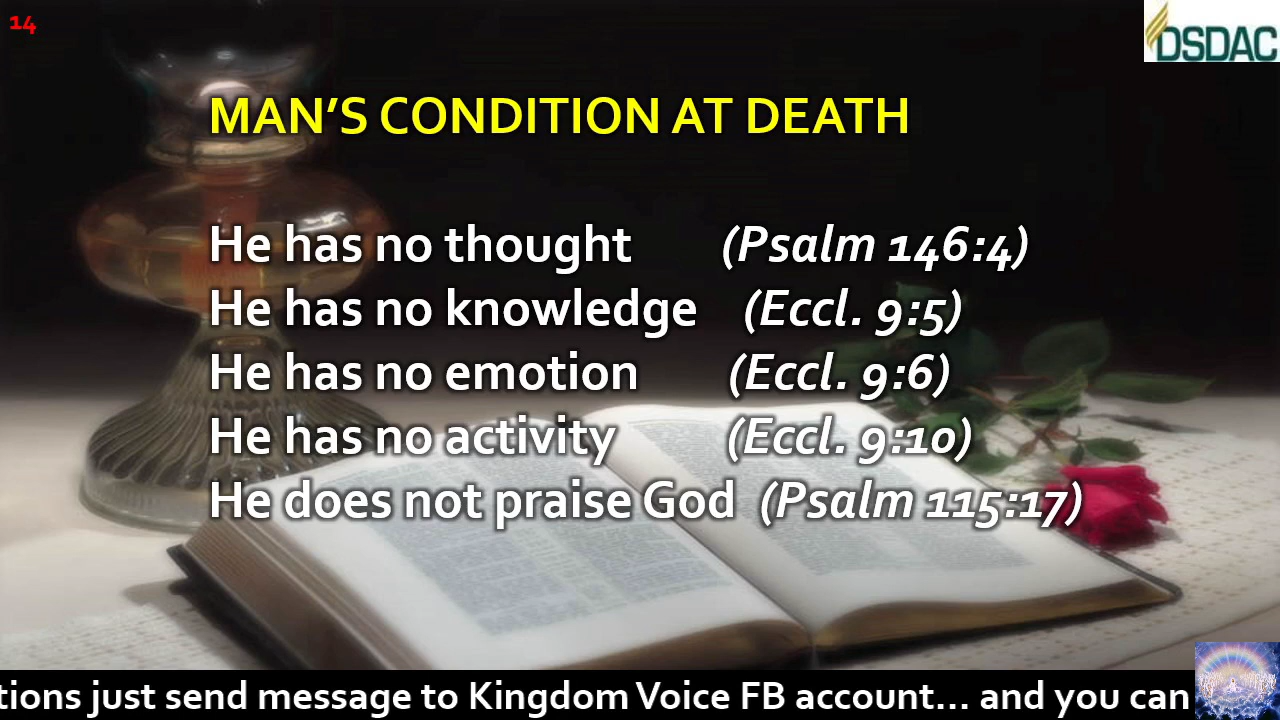 14
DSDAC
MAN’S CONDITION AT DEATH
He has no thought (Psalm 146:4)
He has no knowledge (Eccl. 9:5)
He has no emotion (Eccl. 9:6)
He has no activity (Eccl. 9:10)
He does not praise God (Psalm 115:17)
tions just send message to Kingdom Voice FB account... and you can